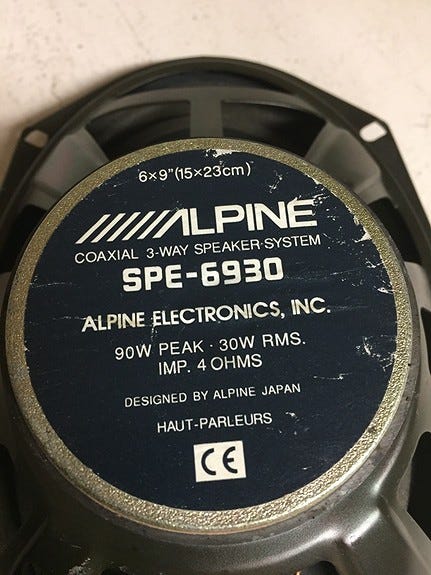 6×9"(15×23cm)
ALPINE
COAXIAL 3-WAY SPEAKER·SYSTEM
SPE-6930
ALPINE ELECTRONICS, INC.
90W PEAK · 30W RMS.
IMP. 4 OHMS
DESIGNED BY ALPINE JAPAN
HAUT-PARLEURS
CE